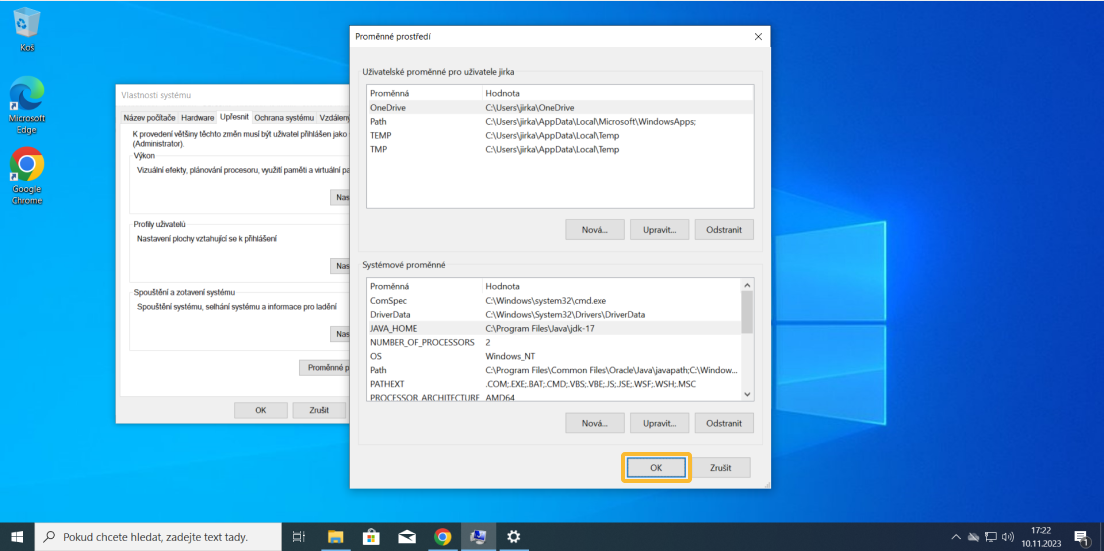 Koš
Microsoft
Edge
Google
Chrome
Vlastnosti systému
Název počítače Hardware Upřesnit Ochrana systému Vzdálený
K provedení většiny těchto změn musí být uživatel přihlášen jako
(Administrator).
Výkon
Vizuální efekty, plánování procesoru, využití paměti a virtuální pa
Nas
Profily uživatelů
Nastavení plochy vztahující se k přihlášení
Nas
Spouštění a zotavení systému
Spouštění systému, selhání systému a informace pro ladění
Nas
Proměnné p
OK Zrušit
Proměnné prostředí
Uživatelské proměnné pro uživatele jirka
Proměnná Hodnota
OneDrive C:\Users\jirka\OneDrive
Path C:\Users\jirka\AppData\Local\Microsoft\WindowsApps;
TEMP C:\Users\jirka\AppData\Local\Temp
TMP C:\Users\jirka\AppData\Local\Temp
Nová... Upravit... Odstranit
Systémové proměnné
Proměnná Hodnota
ComSpec C:\Windows\system32\cmd.exe
DriverData C:\Windows\System32\Drivers\DriverData
JAVA_HOME C:\Program Files\Java\jdk-17
NUMBER_OF_PROCESSORS 2
OS Windows_NT
Path C:\Program Files\Common Files\Oracle\Java\javapath;C:\Window...
PATHEXT .COM;.EXE;.BAT;.CMD;.VBS;.VBE;.JS;.JSE;.WSF;.WSH;.MSC
PROCESSOR_ARCHITECTURE AMD64
Nová... Upravit... Odstranit
OK Zrušit
Pokud chcete hledat, zadejte text tady.
17:22
10.11.2023
1